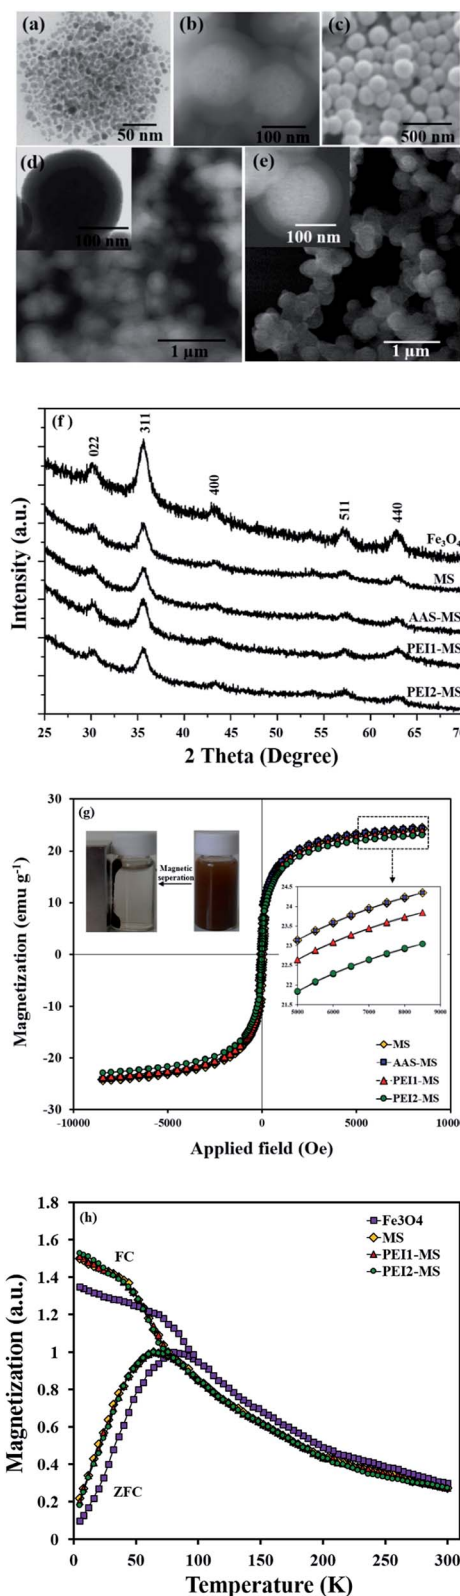 (a)
50 nm
(b)
100 nm
(c)
500 nm
(d)
100 nm
1 µm
(e)
100 nm
1 µm
(f)
022
311
400
511
440
Fe3O4
MS
AAS-MS
PEI1-MS
PEI2-MS
Intensity (a.u.)
25 30 35 40 45 50 55 60 65 70
2 Theta (Degree)
(g)
Magnetization (emu g-1)
30
20
10
0
-10
-20
-30
Magnetic
seperation
24.5
24
23.5
23
22.5
22
21.5
5000 6000 7000 8000 9000
MS
AAS-MS
PEI1-MS
PEI2-MS
-10000 -5000 0 5000 10000
Applied field (Oe)
(h)
Magnetization (a.u.)
1.8
1.6
1.4
1.2
1
0.8
0.6
0.4
0.2
0
FC
ZFC
Fe3O4
MS
PEI1-MS
PEI2-MS
0 50 100 150 200 250 300
Temperature (K)